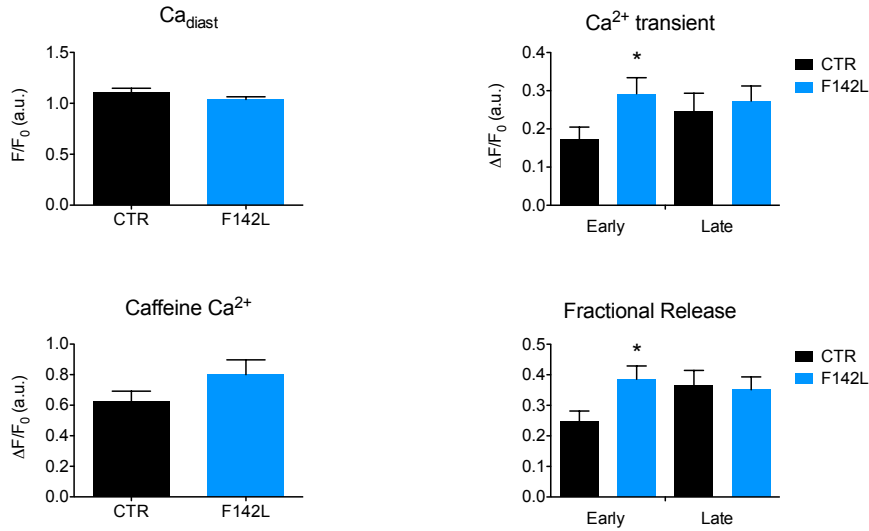 Ca_diast
F/F_0 (a.u.)
1.5
1.0
0.5
0.0
CTR F142L
Ca²⁺ transient
ΔF/F_0 (a.u.)
0.4
0.3
0.2
0.1
0.0
*
Early Late
CTR
F142L
Caffeine Ca²⁺
ΔF/F_0 (a.u.)
1.0
0.8
0.6
0.4
0.2
0.0
CTR F142L
Fractional Release
0.5
0.4
0.3
0.2
0.1
0.0
*
Early Late
CTR
F142L